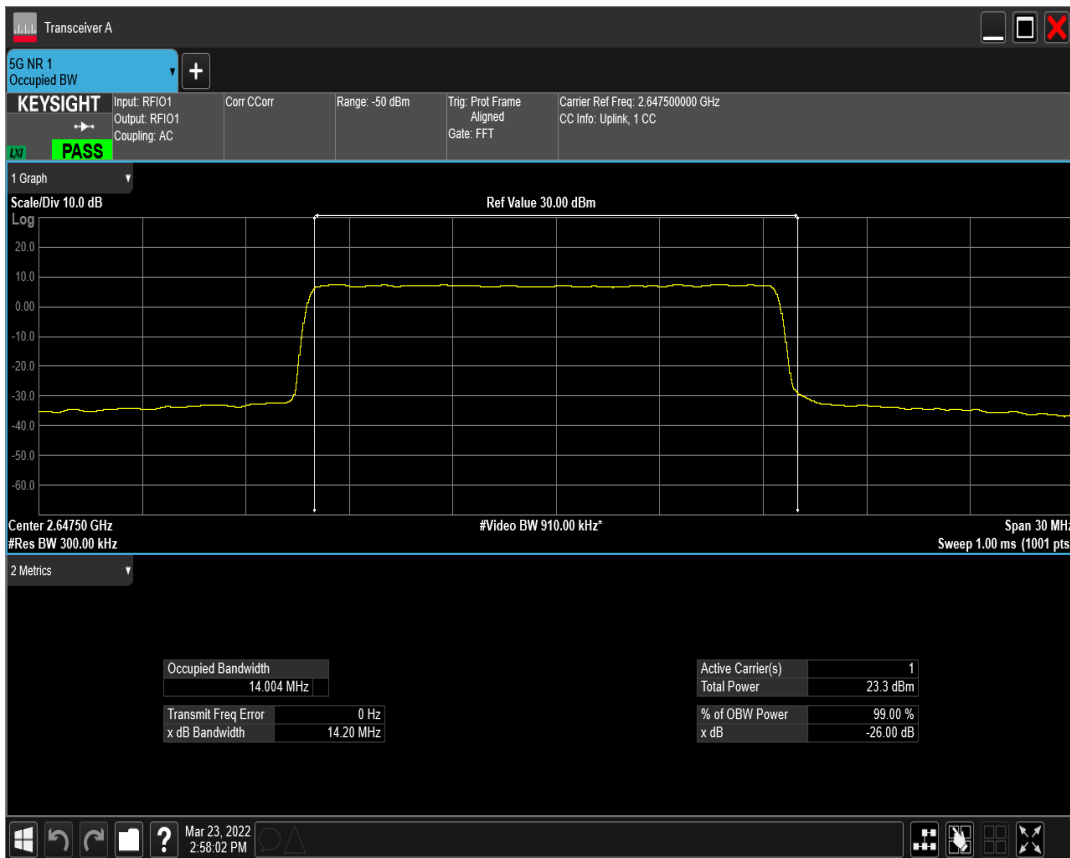 Transceiver A
5G NR 1
Occupied BW
KEYSIGHT
LXI
PASS
Input: RFIO1
Output: RFIO1
Coupling: AC
Corr CCorr
Range: -50 dBm
Trig: Prot Frame
Aligned
Gate: FFT
Carrier Ref Freq: 2.647500000 GHz
CC Info: Uplink, 1 CC
1 Graph
Scale/Div 10.0 dB
Ref Value 30.00 dBm
Log
20.0
10.0
0.00
-10.0
-20.0
-30.0
-40.0
-50.0
-60.0
Center 2.64750 GHz
#Video BW 910.00 kHz*
Span 30 MHz
#Res BW 300.00 kHz
Sweep 1.00 ms (1001 pts
2 Metrics
Occupied Bandwidth
14.004 MHz
Transmit Freq Error 0 Hz
x dB Bandwidth 14.20 MHz
Active Carrier(s) 1
Total Power 23.3 dBm
% of OBW Power 99.00 %
x dB -26.00 dB
?
Mar 23, 2022
2:58:02 PM